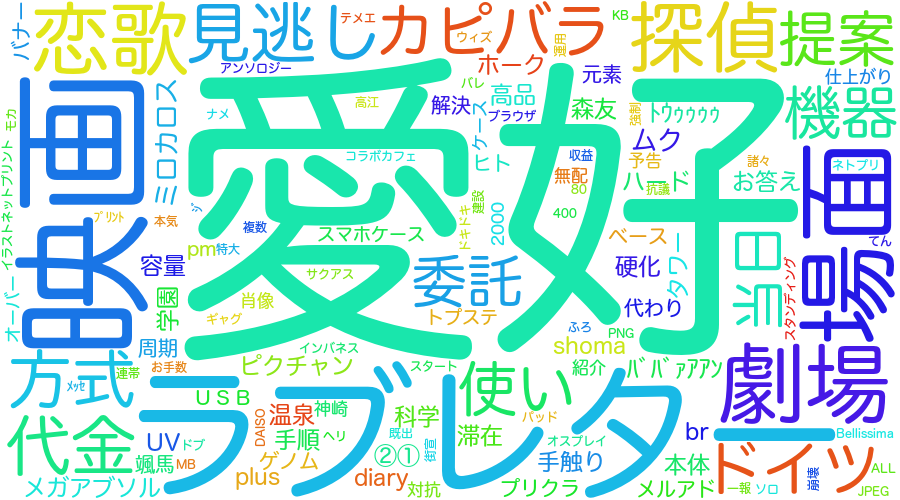 バナー
恋歌
見逃し
テメエ
カピバラ
KB
ウィズ
運用
探偵
提案
アンソロジー
ホーク
元素
仕上がり
映画
ミロカロス
モカ
愛好
ナメ
高江
バレ
高品
解決
ブラウザ
森友
強制
機器
ケース
ヒト
ﾄｩゥゥゥゥ
ムク
諸々
ネトプリ
コラボカフェ
収益
無配
予告
ハード
抗議
お答え
80
400
イラストネットプリント
ﾌﾟﾘﾝﾄ
本気
ジ
複数
スマホケース
ドキドキ
建設
2000
ベース
てん
場面
pm
特大
容量
サクアス
委託
硬化
タワー
当日
スタンディング
オーバー
学園
肖像
ギャグ
トプステ
代わり
周期
インバネス
ふろ
PNG
shoma
方式
お手数
連帯
ﾒｯｾ
ピクチャン
スタート
使い
紹介
ﾊﾞﾊﾞｧｱｱﾝ
劇場
ラブレター
USB
代金
温泉
神崎
DAISO
手順
ヘリ
科学
既出
バッド
滞在
オスプレイ
br
Bellissima
UV
ドプ
颯馬
MB
ゲノム
plus
②①
街宣
手触り
本体
ドイツ
ALL
メガアブソル
diary
対抗
プリクラ
メルアド
一報
ソロ
崩壊
JPEG